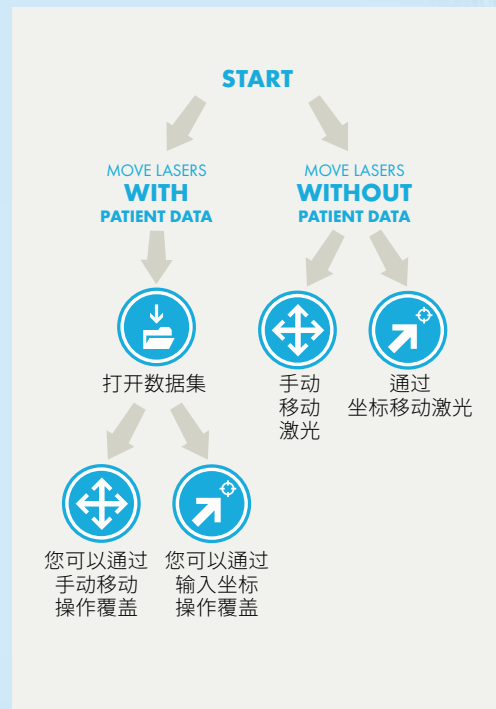 START
MOVE LASERS
WITH
PATIENT DATA
MOVE LASERS
WITHOUT
PATIENT DATA
打开数据集
手动
移动
激光
通过
坐标移动激光
您可以通过
手动移动
操作覆盖
您可以通过
输入坐标
操作覆盖